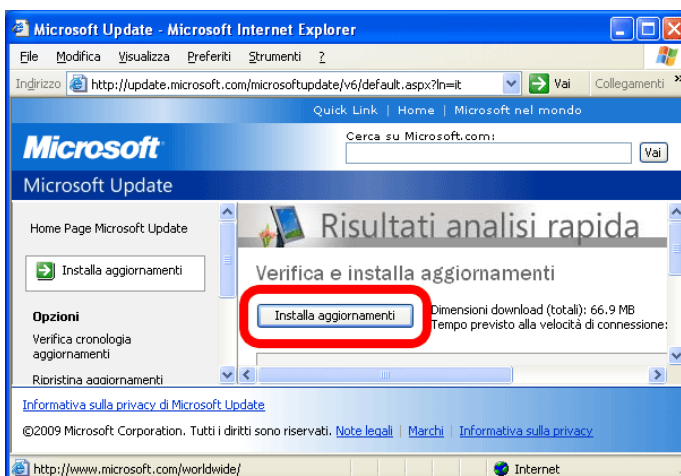 Microsoft Update - Microsoft Internet Explorer
File Modifica Visualizza Preferiti Strumenti ?
Indirizzo http://update.microsoft.com/microsoftupdate/v6/default.aspx?ln=it Vai Collegamenti »
Quick Link | Home | Microsoft nel mondo
Microsoft
Cerca su Microsoft.com:
Vai
Microsoft Update
Home Page Microsoft Update
Installa aggiornamenti
Opzioni
Verifica cronologia
aggiornamenti
Ripristina aggiornamenti
Risultati analisi rapida
Verifica e installa aggiornamenti
Installa aggiornamenti
Dimensioni download (totali): 66.9 MB
Tempo previsto alla velocità di connessione:
Informativa sulla privacy di Microsoft Update
©2009 Microsoft Corporation. Tutti i diritti sono riservati. Note legali | Marchi | Informativa sulla privacy
http://www.microsoft.com/worldwide/ Internet